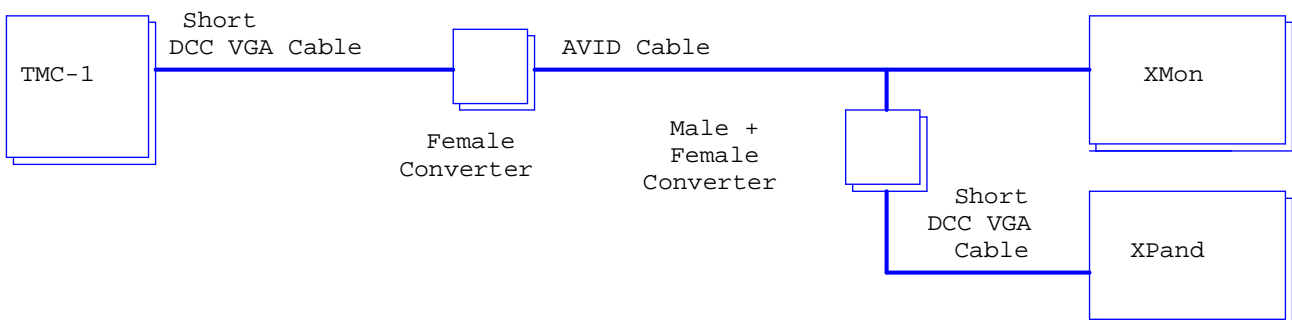 Short
DCC VGA Cable
AVID Cable
TMC-1
XMon
Female
Converter
Male +
Female
Converter
Short
DCC VGA
Cable
XPand